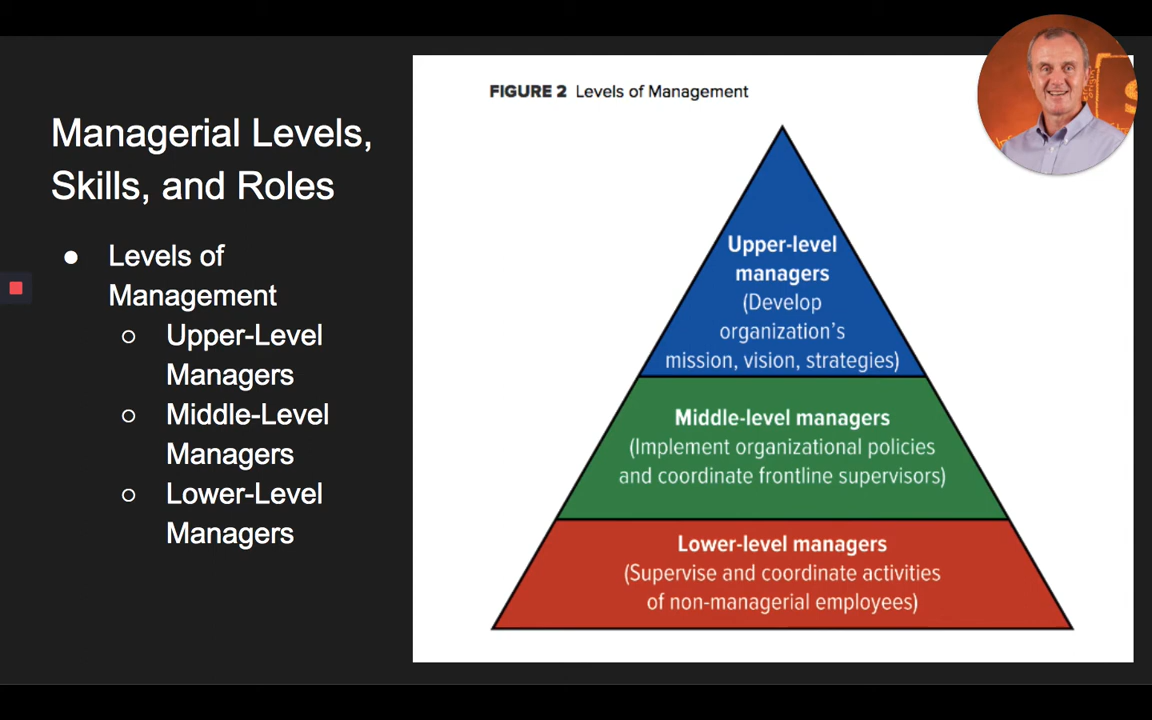 Managerial Levels,
Skills, and Roles
● Levels of
Management
○ Upper-Level
Managers
○ Middle-Level
Managers
○ Lower-Level
Managers
FIGURE 2 Levels of Management
Upper-level
managers
(Develop
organization's
mission, vision, strategies)
Middle-level managers
(Implement organizational policies
and coordinate frontline supervisors)
Lower-level managers
(Supervise and coordinate activities
of non-managerial employees)